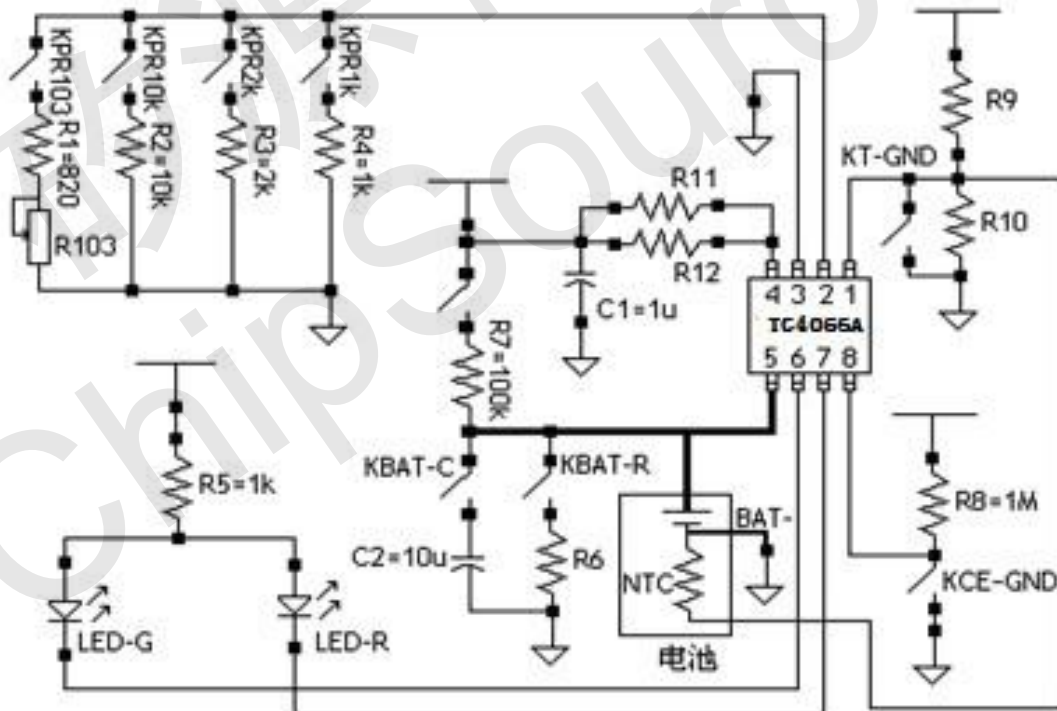 KPR103
KPR10k
KPR2k
KPR1k
R1=820
R2=10k
R3=2k
R4=1k
R103
R9
KT-GND
R10
R11
R12
C1=1u
4 3 2 1
TC4066A
5 6 7 8
R7=100k
R5=1k
KBAT-C
KBAT-R
C2=10u
R6
BAT-
NTC
电池
R8=1M
KCE-GND
LED-G
LED-R
ChipSourc